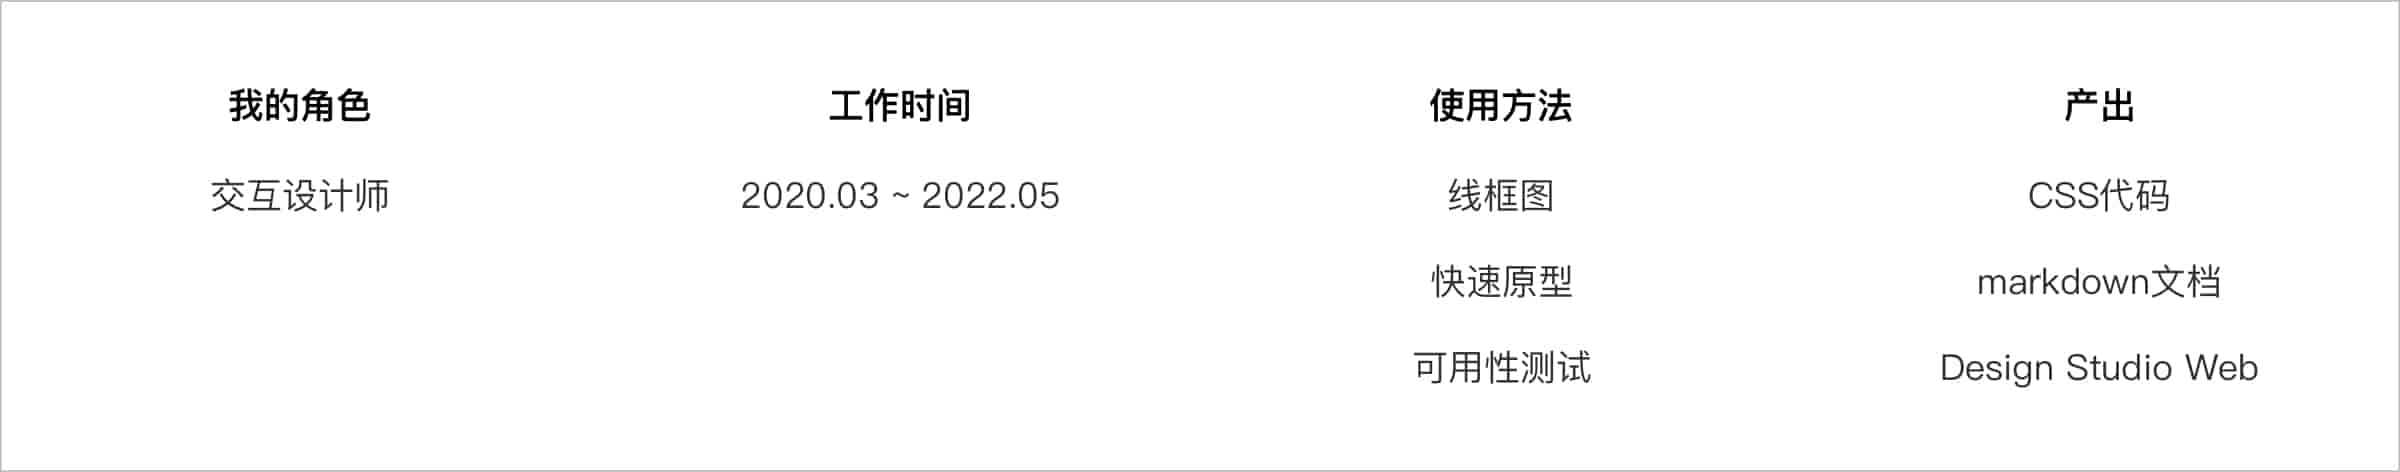 我的角色
交互设计师
工作时间
2020.03 ~ 2022.05
使用方法
线框图
快速原型
可用性测试
产出
CSS代码
markdown文档
Design Studio Web